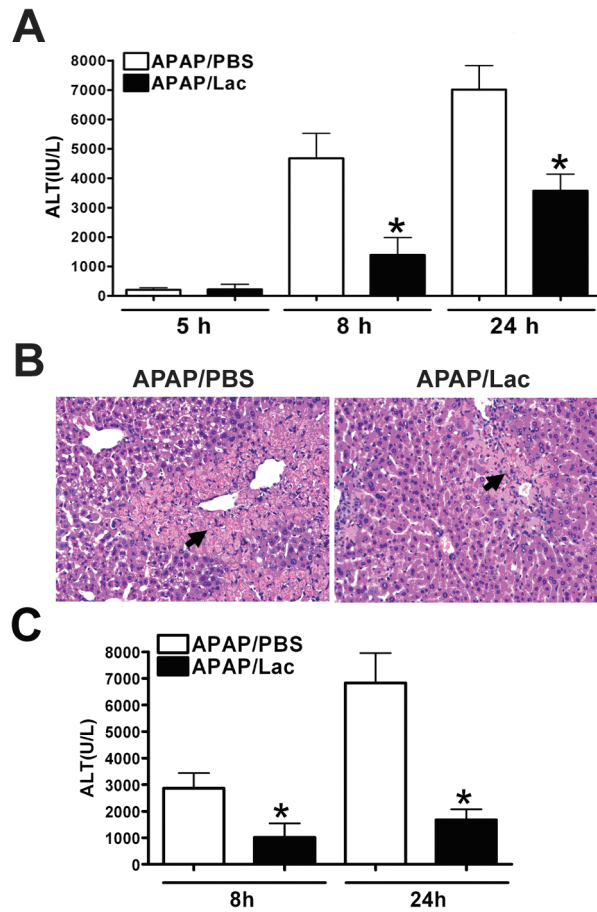 A
APAP/PBS
APAP/Lac
ALT(IU/L)
8000
7000
6000
5000
4000
3000
2000
1000
0
*
*
5 h
8 h
24 h
B
APAP/PBS
APAP/Lac
C
APAP/PBS
APAP/Lac
ALT(U/L)
8000
7000
6000
5000
4000
3000
2000
1000
0
*
*
8h
24h